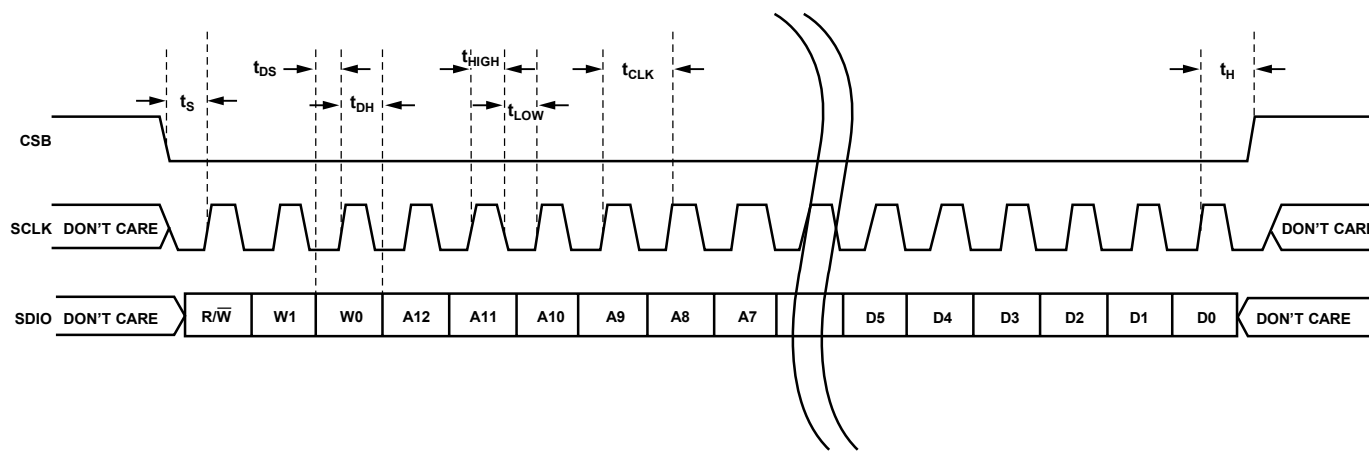 tDS
tHIGH
tCLK
tH
tS
tDH
tLOW
CSB
SCLK DON'T CARE DON'T CARE
SDIO DON'T CARE R/W̅ W1 W0 A12 A11 A10 A9 A8 A7 D5 D4 D3 D2 D1 D0 DON'T CARE